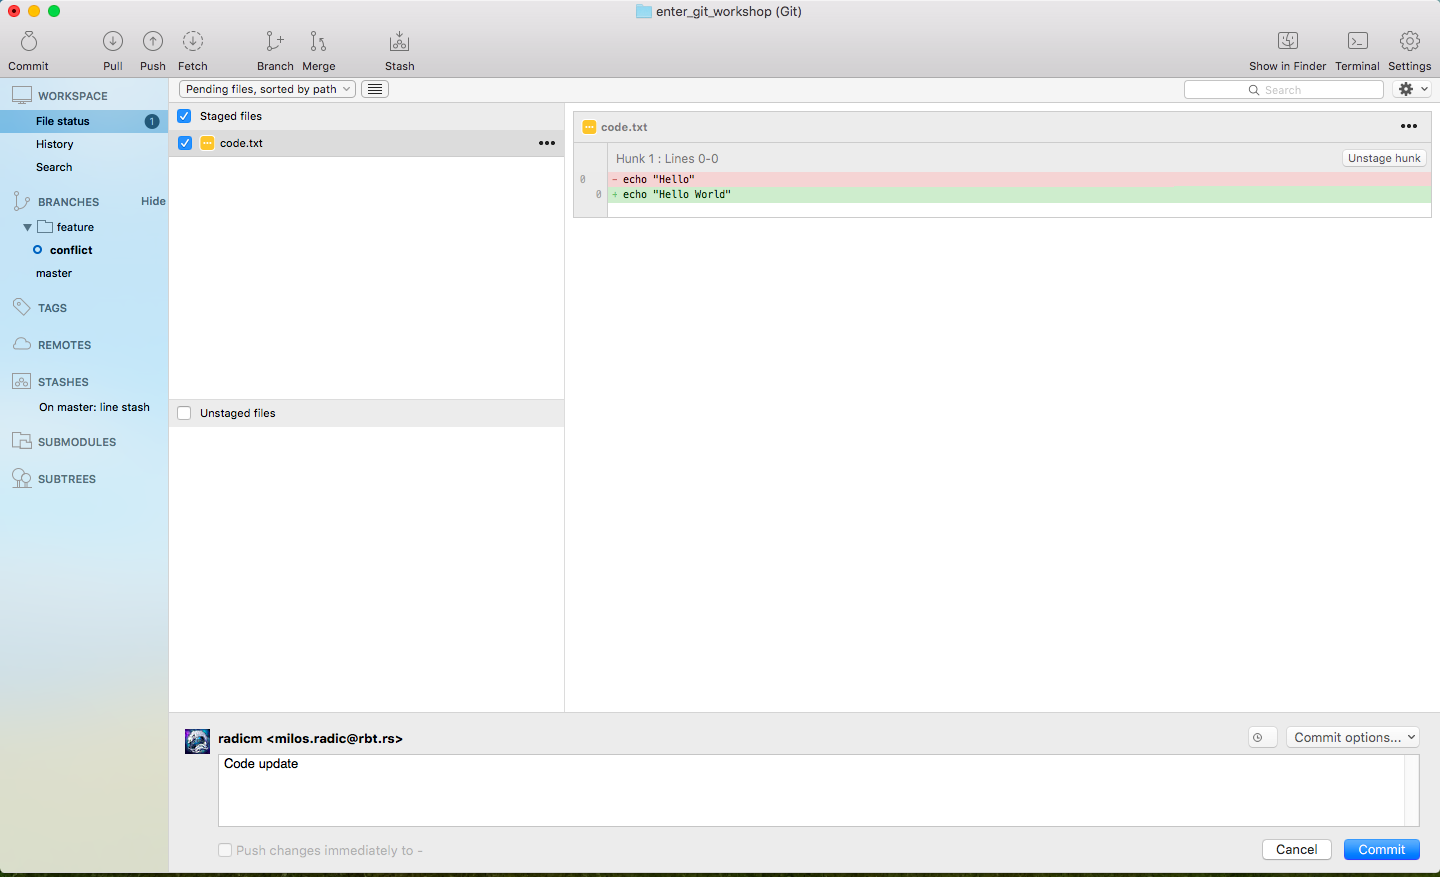 enter_git_workshop (Git)
Commit Pull Push Fetch Branch Merge Stash Show in Finder Terminal Settings
WORKSPACE
File status 1
History
Search
BRANCHES Hide
feature
conflict
master
TAGS
REMOTES
STASHES
On master: line stash
SUBMODULES
SUBTREES
Pending files, sorted by path
Search
Staged files
code.txt
Unstaged files
code.txt
Hunk 1 : Lines 0-0
Unstage hunk
0 - echo "Hello"
0 + echo "Hello World"
radicm <milos.radic@rbt.rs>
Commit options...
Code update
Push changes immediately to -
Cancel
Commit